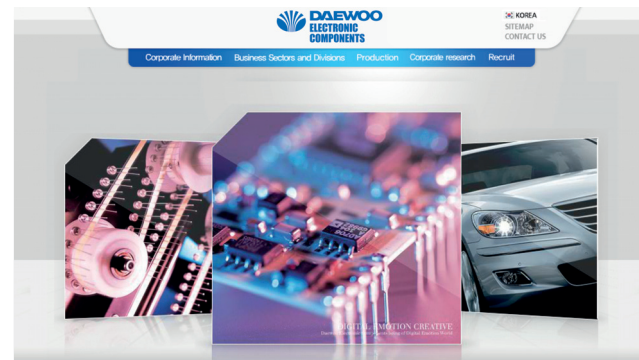 DAEWOO
ELECTRONIC
COMPONENTS
KOREA
SITEMAP
CONTACT US
Corporate Information Business Sectors and Divisions Production Corporate research Recruit
DIGITAL EMOTION CREATIVE